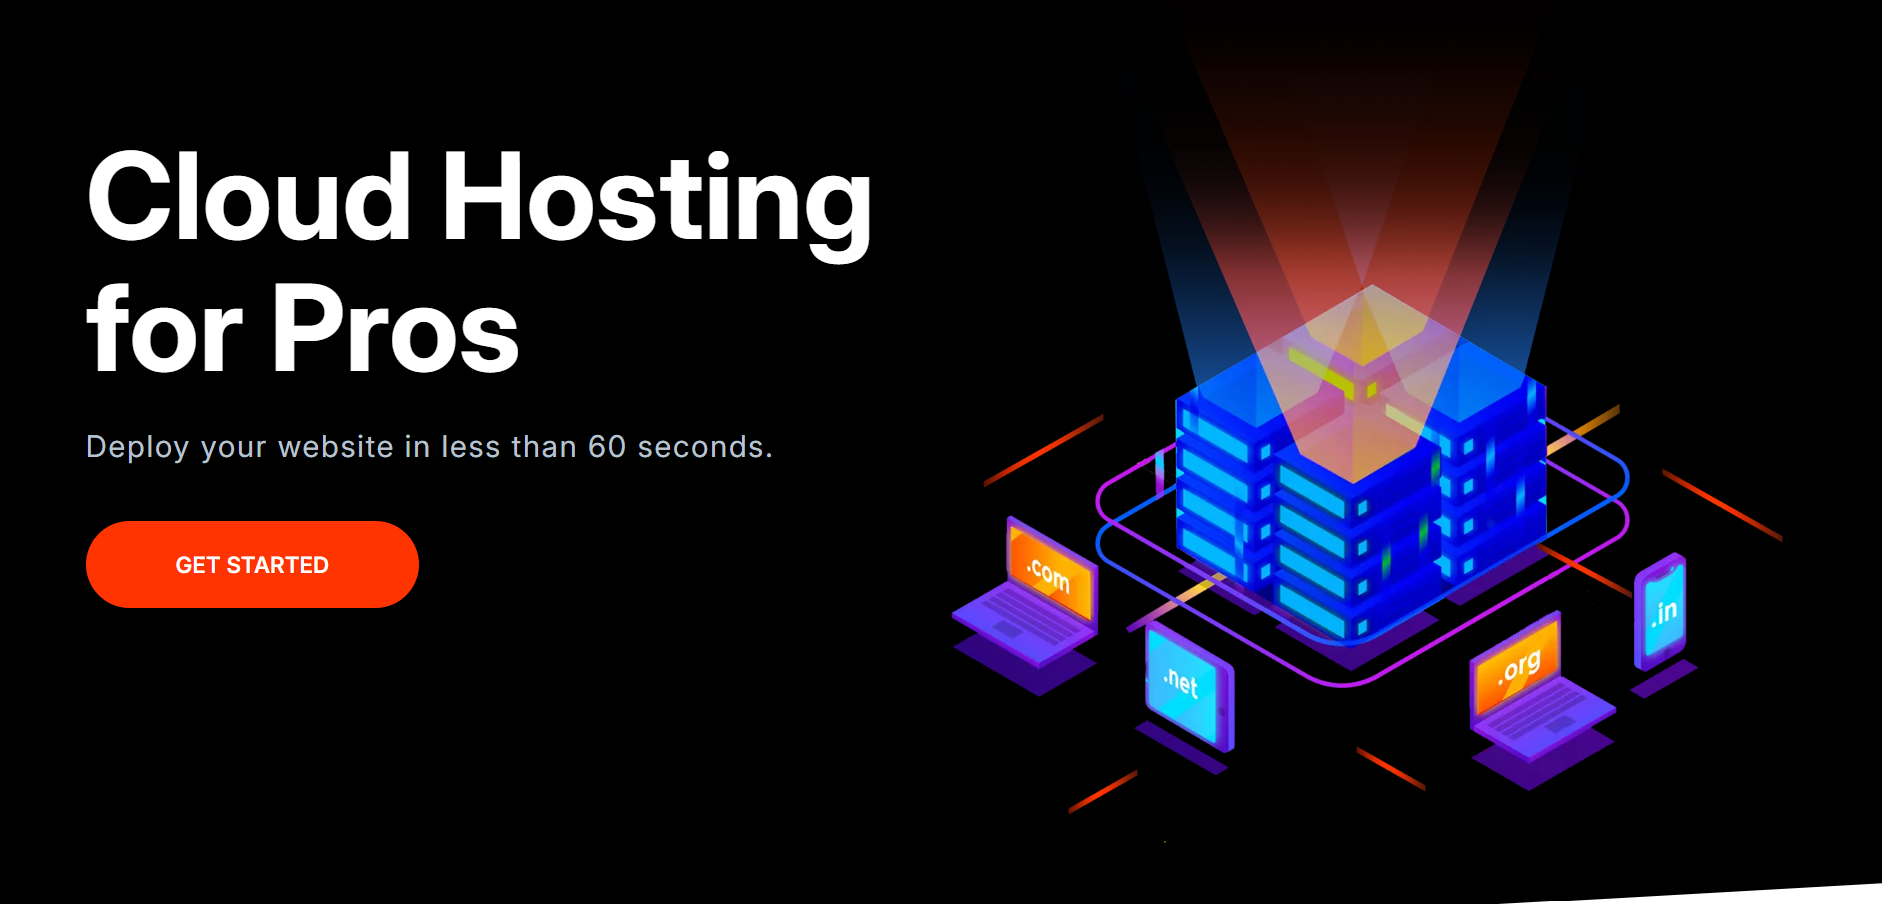 Cloud Hosting
for Pros
Deploy your website in less than 60 seconds.
GET STARTED
.com
.net
.org
.in